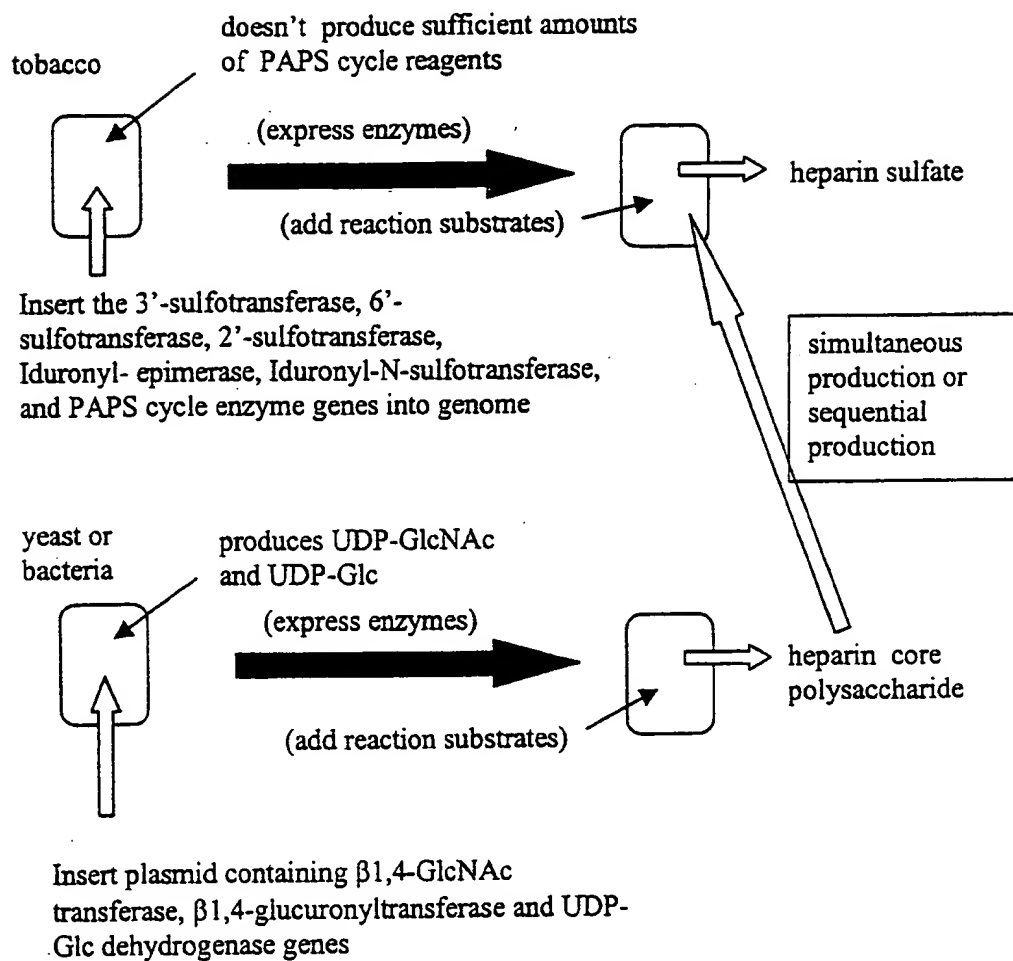 doesn't produce sufficient amounts
of PAPS cycle reagents
tobacco
(express enzymes)
(add reaction substrates)
heparin sulfate
Insert the 3'-sulfotransferase, 6'-
sulfotransferase, 2'-sulfotransferase,
Iduronyl- epimerase, Iduronyl-N-sulfotransferase,
and PAPS cycle enzyme genes into genome
simultaneous
production or
sequential
production
yeast or
bacteria
produces UDP-GlcNAc
and UDP-Glc
(express enzymes)
(add reaction substrates)
heparin core
polysaccharide
Insert plasmid containing β1,4-GlcNAc
transferase, β1,4-glucuronyltransferase and UDP-
Glc dehydrogenase genes